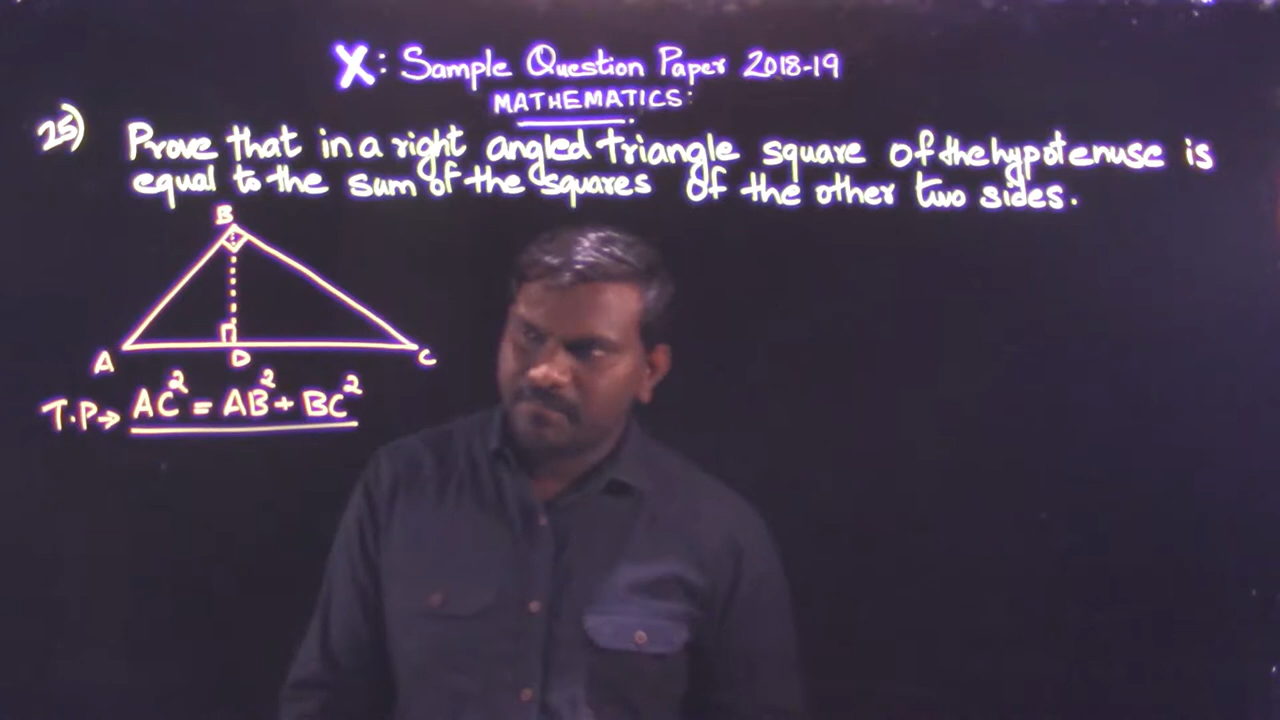 X: Sample Question Paper 2018-19
MATHEMATICS:
25) Prove that in a right angled triangle square of the hypotenuse is
equal to the sum of the squares of the other two sides.
B
A D C
T.P→ AC² = AB² + BC²